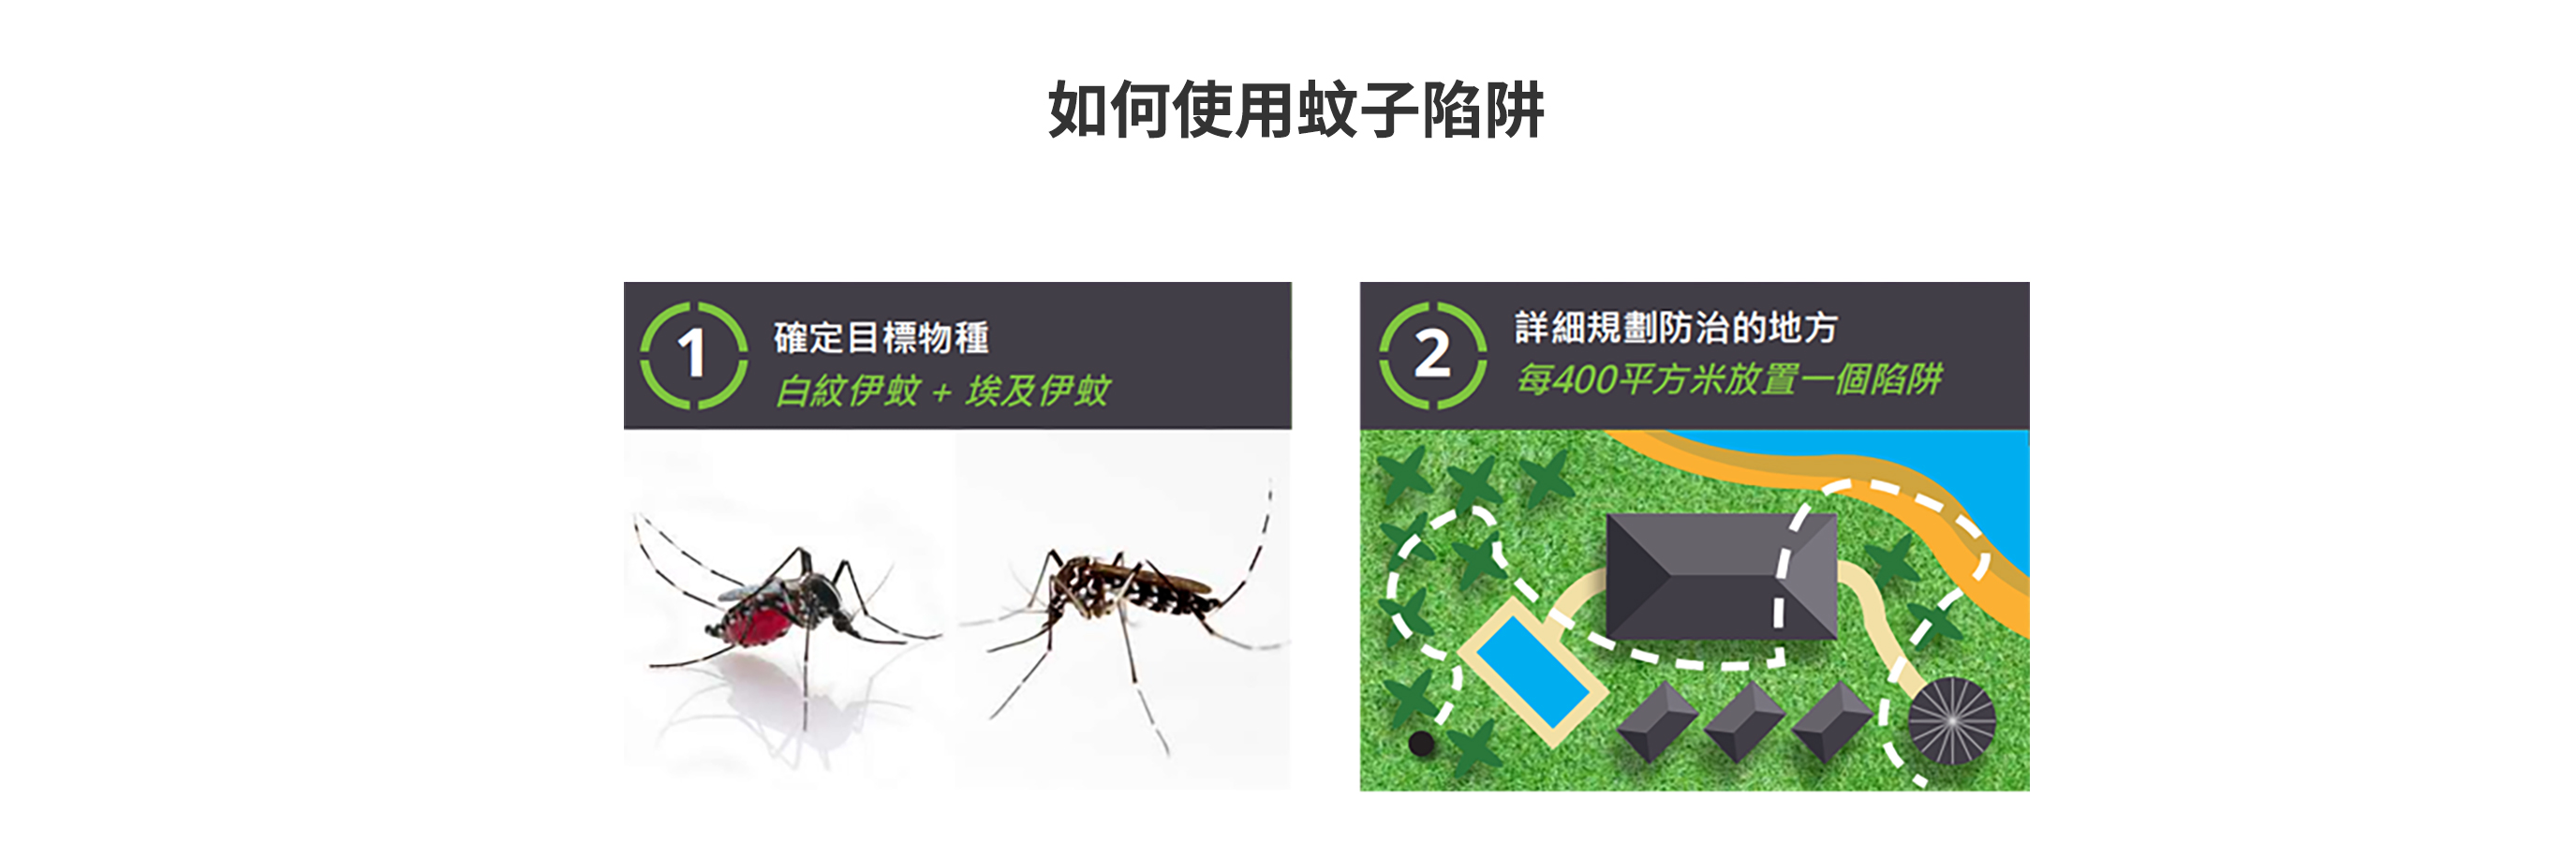 如何使用蚊子陷阱
1
確定目標物種
白紋伊蚊 + 埃及伊蚊
2
詳細規劃防治的地方
每400平方米放置一個陷阱